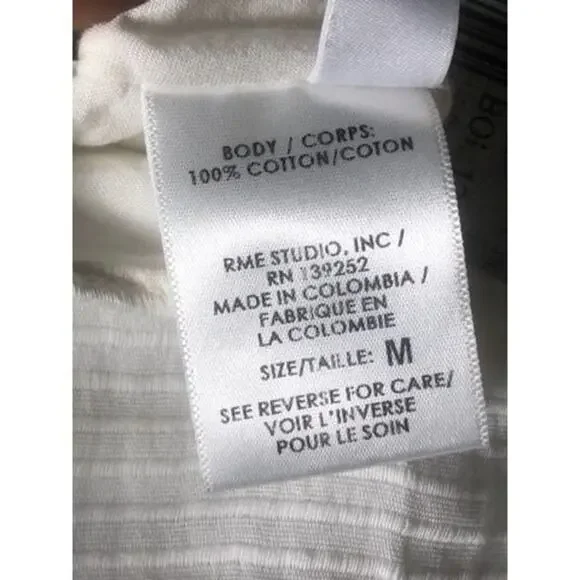 BODY / CORPS:
100% COTTON/COTON
RME STUDIO, INC /
RN 139252
MADE IN COLOMBIA /
FABRIQUE EN
LA COLOMBIE
SIZE/TAILLE: M
SEE REVERSE FOR CARE/
VOIR L'INVERSE
POUR LE SOIN